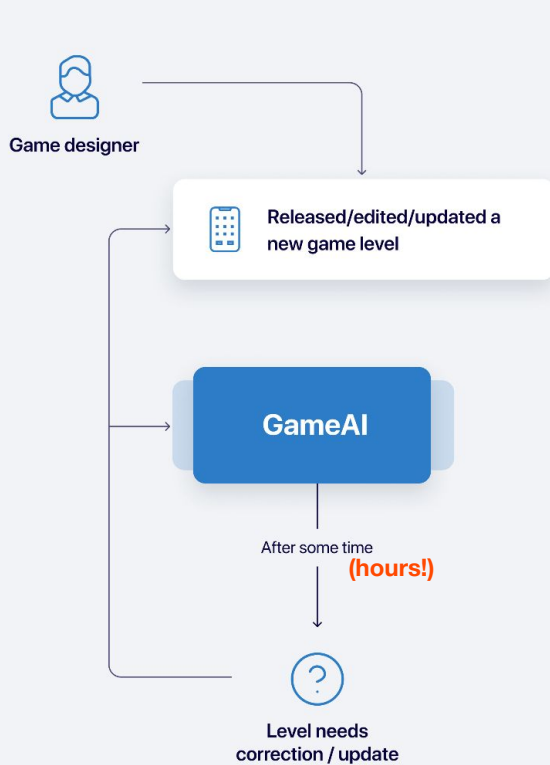 Game designer
Released/edited/updated a
new game level
GameAI
After some time
(hours!)
?
Level needs
correction / update